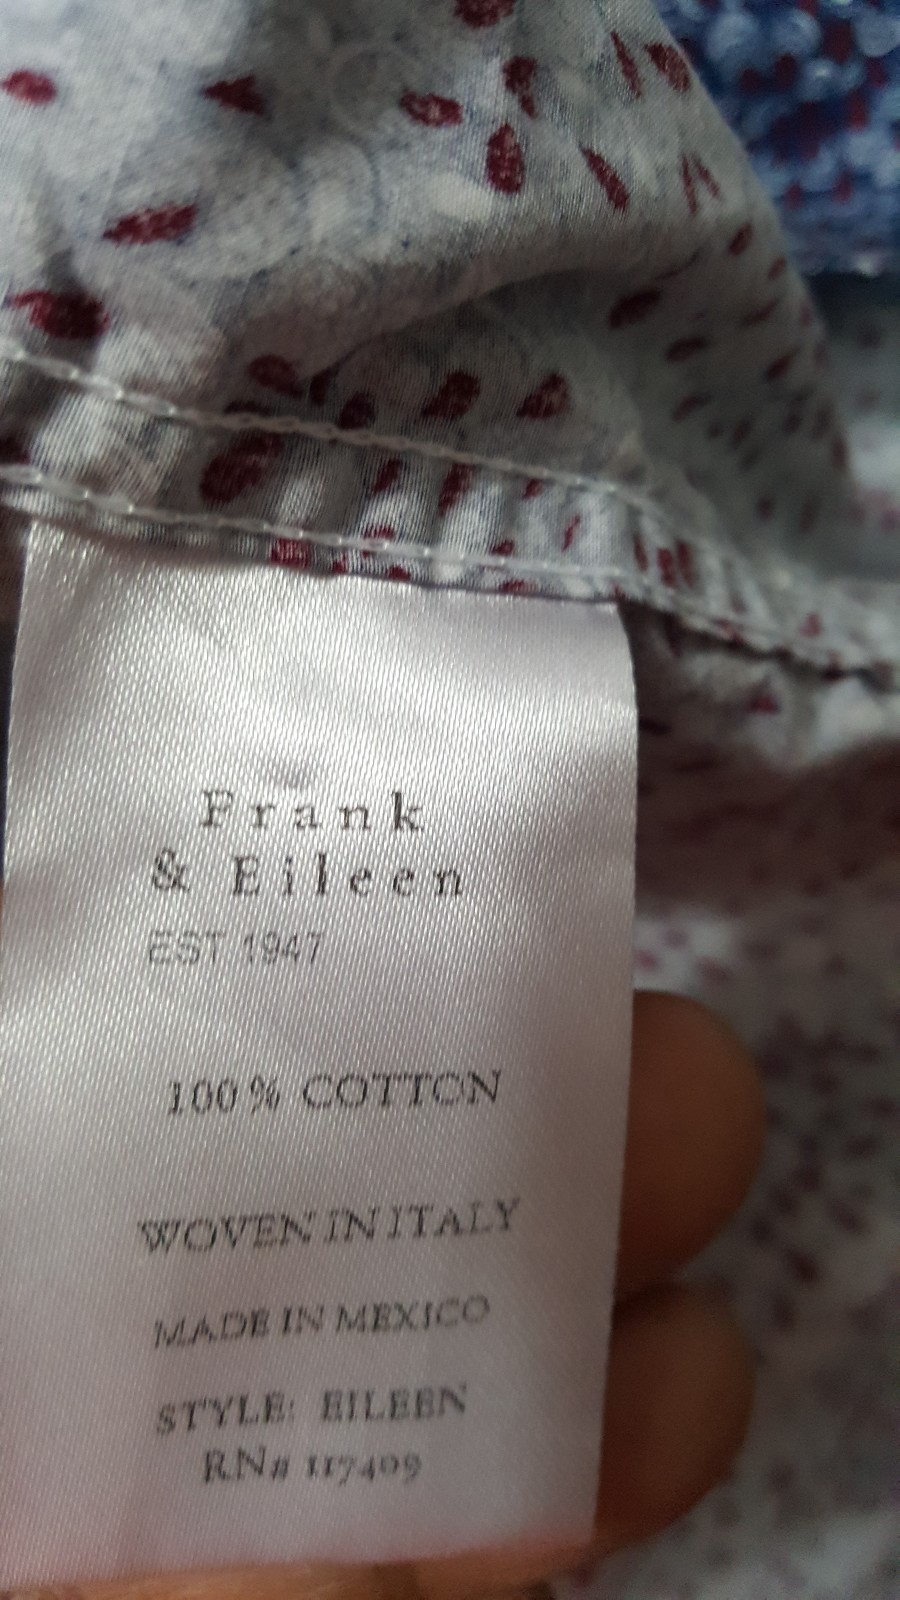 Frank
& Eileen
EST 1947
100% COTTON
WOVEN IN ITALY
MADE IN MEXICO
STYLE: EILEEN
RN# 117409